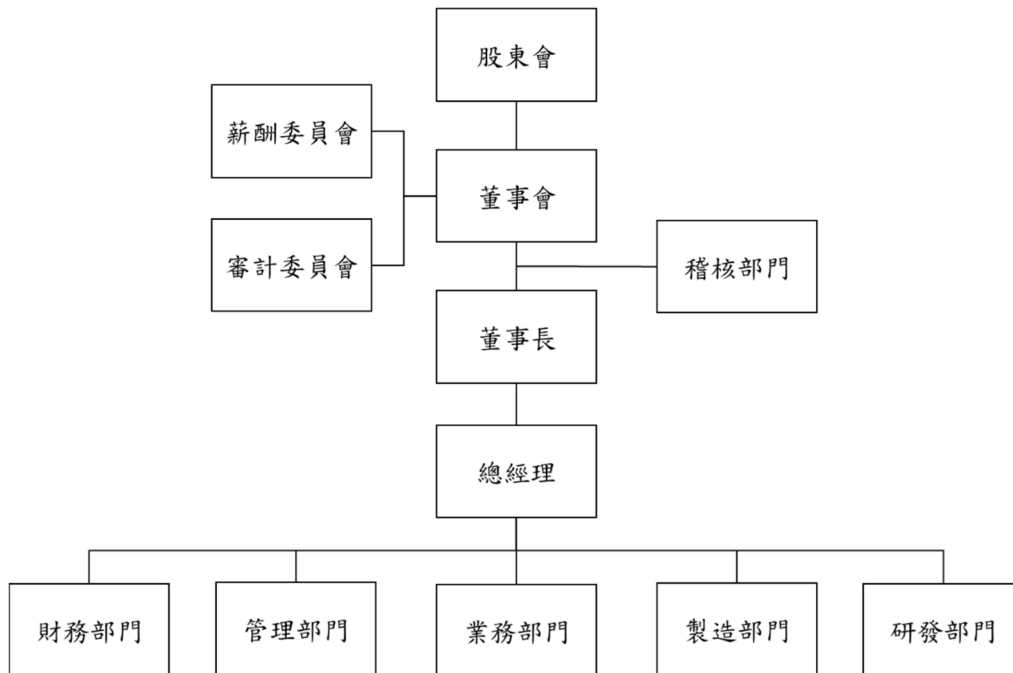 股東會
薪酬委員會
董事會
審計委員會
稽核部門
董事長
總經理
財務部門
管理部門
業務部門
製造部門
研發部門